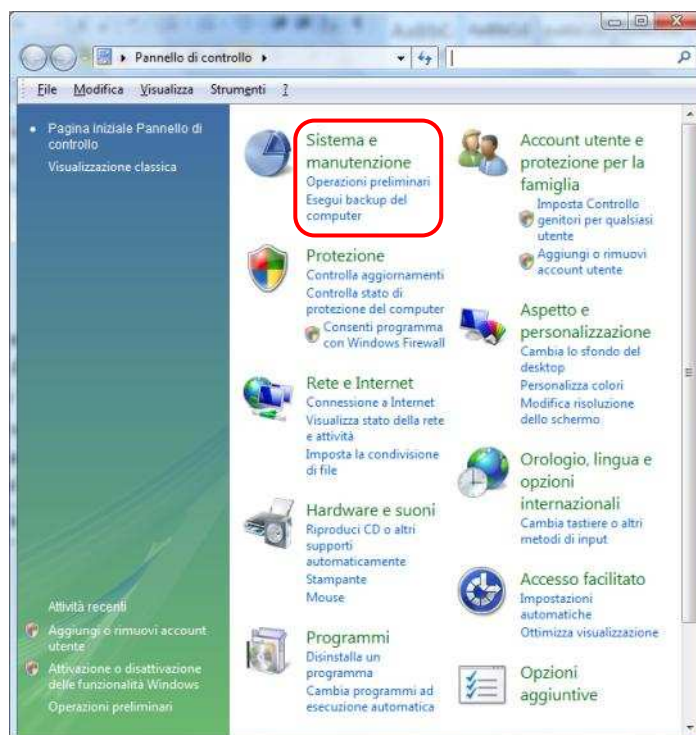 Pannello di controllo
File Modifica Visualizza Strumenti ?
Pagina iniziale Pannello di
controllo
Visualizzazione classica
Sistema e
manutenzione
Operazioni preliminari
Esegui backup del
computer
Protezione
Controlla aggiornamenti
Controlla stato di
protezione del computer
Consenti programma
con Windows Firewall
Rete e Internet
Connessione a Internet
Visualizza stato della rete
e attività
Imposta la condivisione
di file
Hardware e suoni
Riproduci CD o altri
supporti
automaticamente
Stampante
Mouse
Programmi
Disinstalla un
programma
Cambia programmi ad
esecuzione automatica
Account utente e
protezione per la
famiglia
Imposta Controllo
genitori per qualsiasi
utente
Aggiungi o rimuovi
account utente
Aspetto e
personalizzazione
Cambia lo sfondo del
desktop
Personalizza colori
Modifica risoluzione
dello schermo
Orologio, lingua e
opzioni
internazionali
Cambia tastiere o altri
metodi di input
Accesso facilitato
Impostazioni
automatiche
Ottimizza visualizzazione
Opzioni
aggiuntive
Attività recenti
Aggiungi o rimuovi account
utente
Attivazione o disattivazione
delle funzionalità Windows
Operazioni preliminari